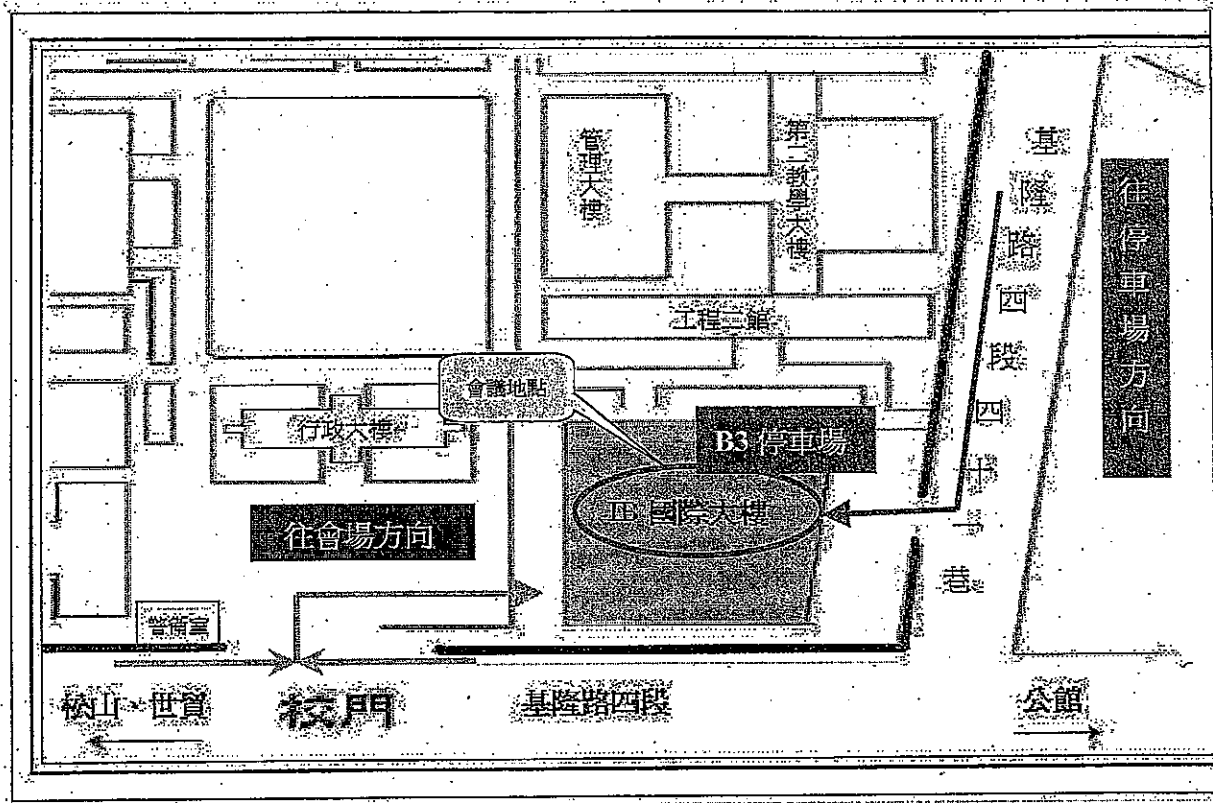 管理大樓
第二教學大樓
基隆路四段四十一巷
往停車場方向
工程二館
會議地點
行政大樓
B3 停車場
國際大樓
往會場方向
警衛室
松山、世貿
校門
基隆路四段
公館